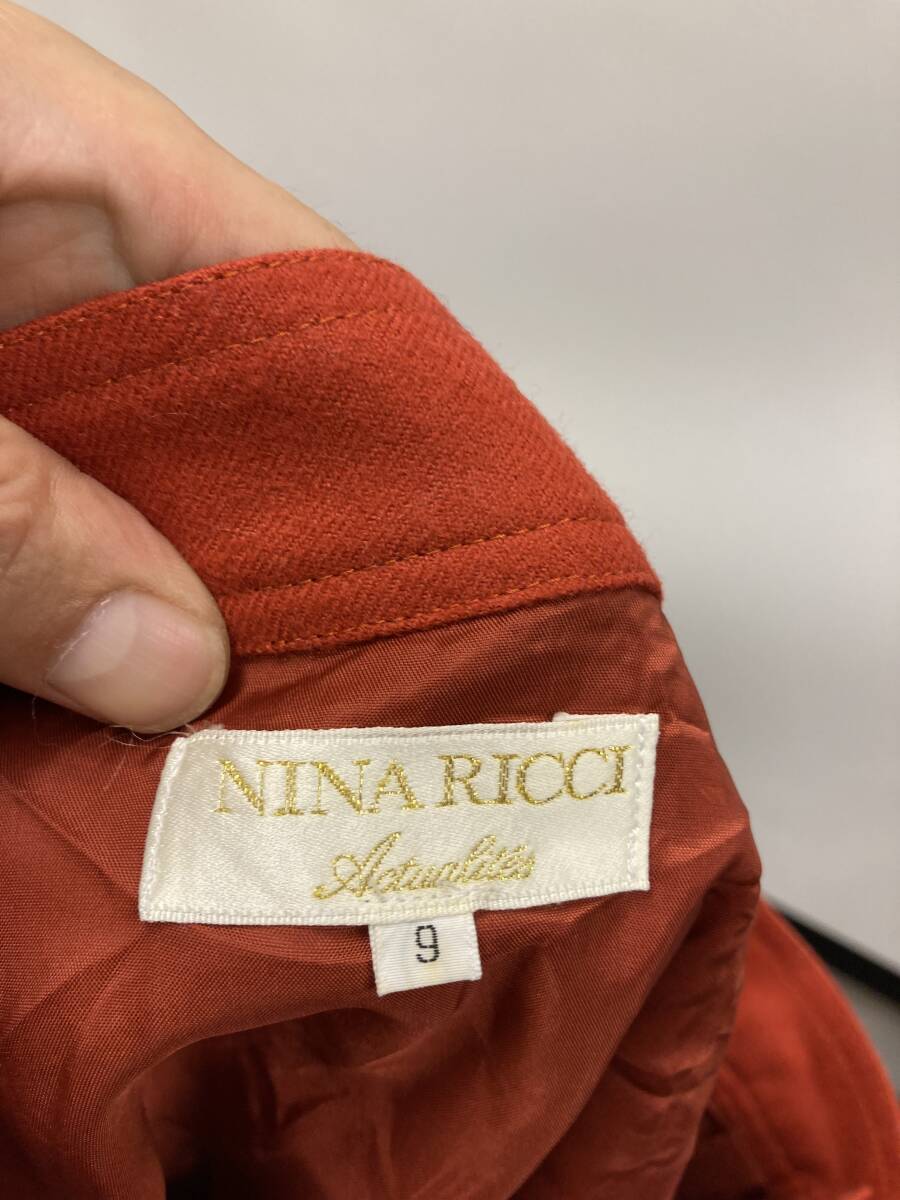 NINA RICCI
Actualités
9